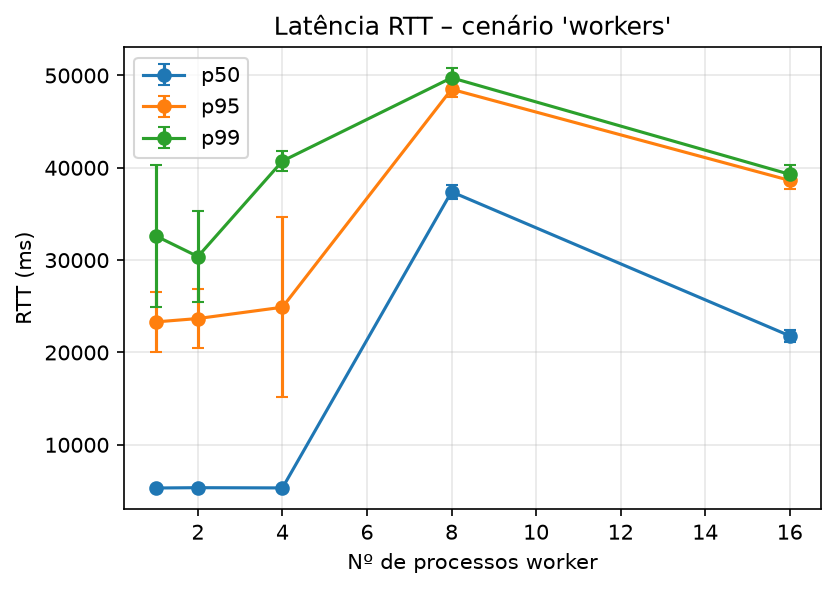 Latência RTT – cenário 'workers'
p50
p95
p99
RTT (ms)
50000
40000
30000
20000
10000
2 4 6 8 10 12 14 16
Nº de processos worker